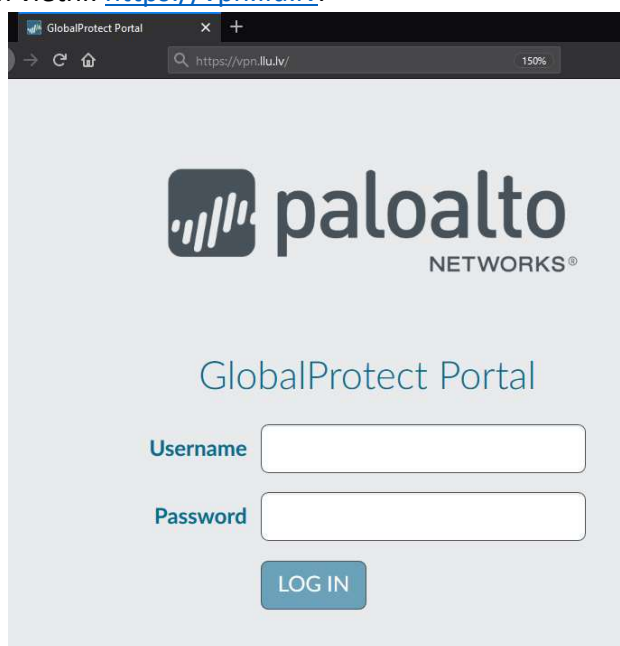 GlobalProtect Portal
https://vpn.llu.lv/ 150%
paloalto
NETWORKS®
GlobalProtect Portal
Username
Password
LOG IN